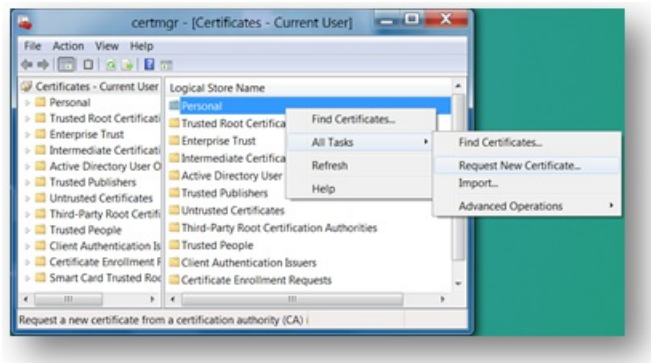 certmgr - [Certificates - Current User]
File Action View Help
Certificates - Current User
Personal
Trusted Root Certificati
Enterprise Trust
Intermediate Certificati
Active Directory User O
Trusted Publishers
Untrusted Certificates
Third-Party Root Certifi
Trusted People
Client Authentication Is
Certificate Enrollment R
Smart Card Trusted Roo
Logical Store Name
Personal
Trusted Root Certifica
Enterprise Trust
Intermediate Certifica
Active Directory User
Trusted Publishers
Untrusted Certificates
Third-Party Root Certification Authorities
Trusted People
Client Authentication Issuers
Certificate Enrollment Requests
Find Certificates...
All Tasks
Refresh
Help
Find Certificates...
Request New Certificate...
Import...
Advanced Operations
Request a new certificate from a certification authority (CA) i